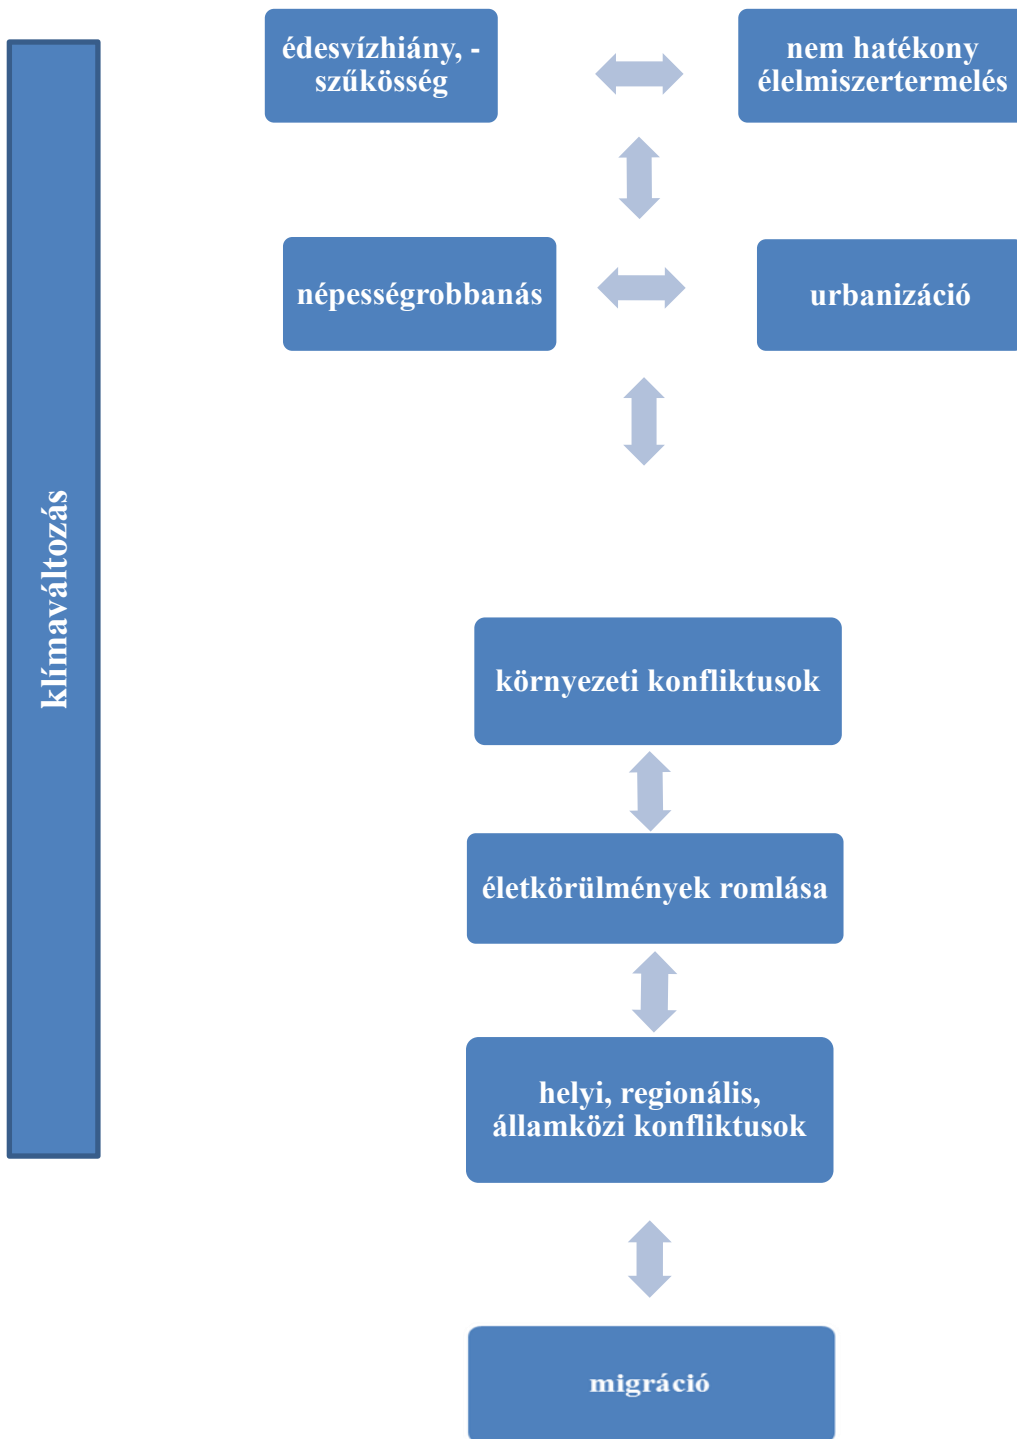 édesvízhiány, -
szűkösség
nem hatékony
élelmiszertermelés
népességrobbanás
urbanizáció
klímaváltozás
környezeti konfliktusok
életkörülmények romlása
helyi, regionális,
államközi konfliktusok
migráció